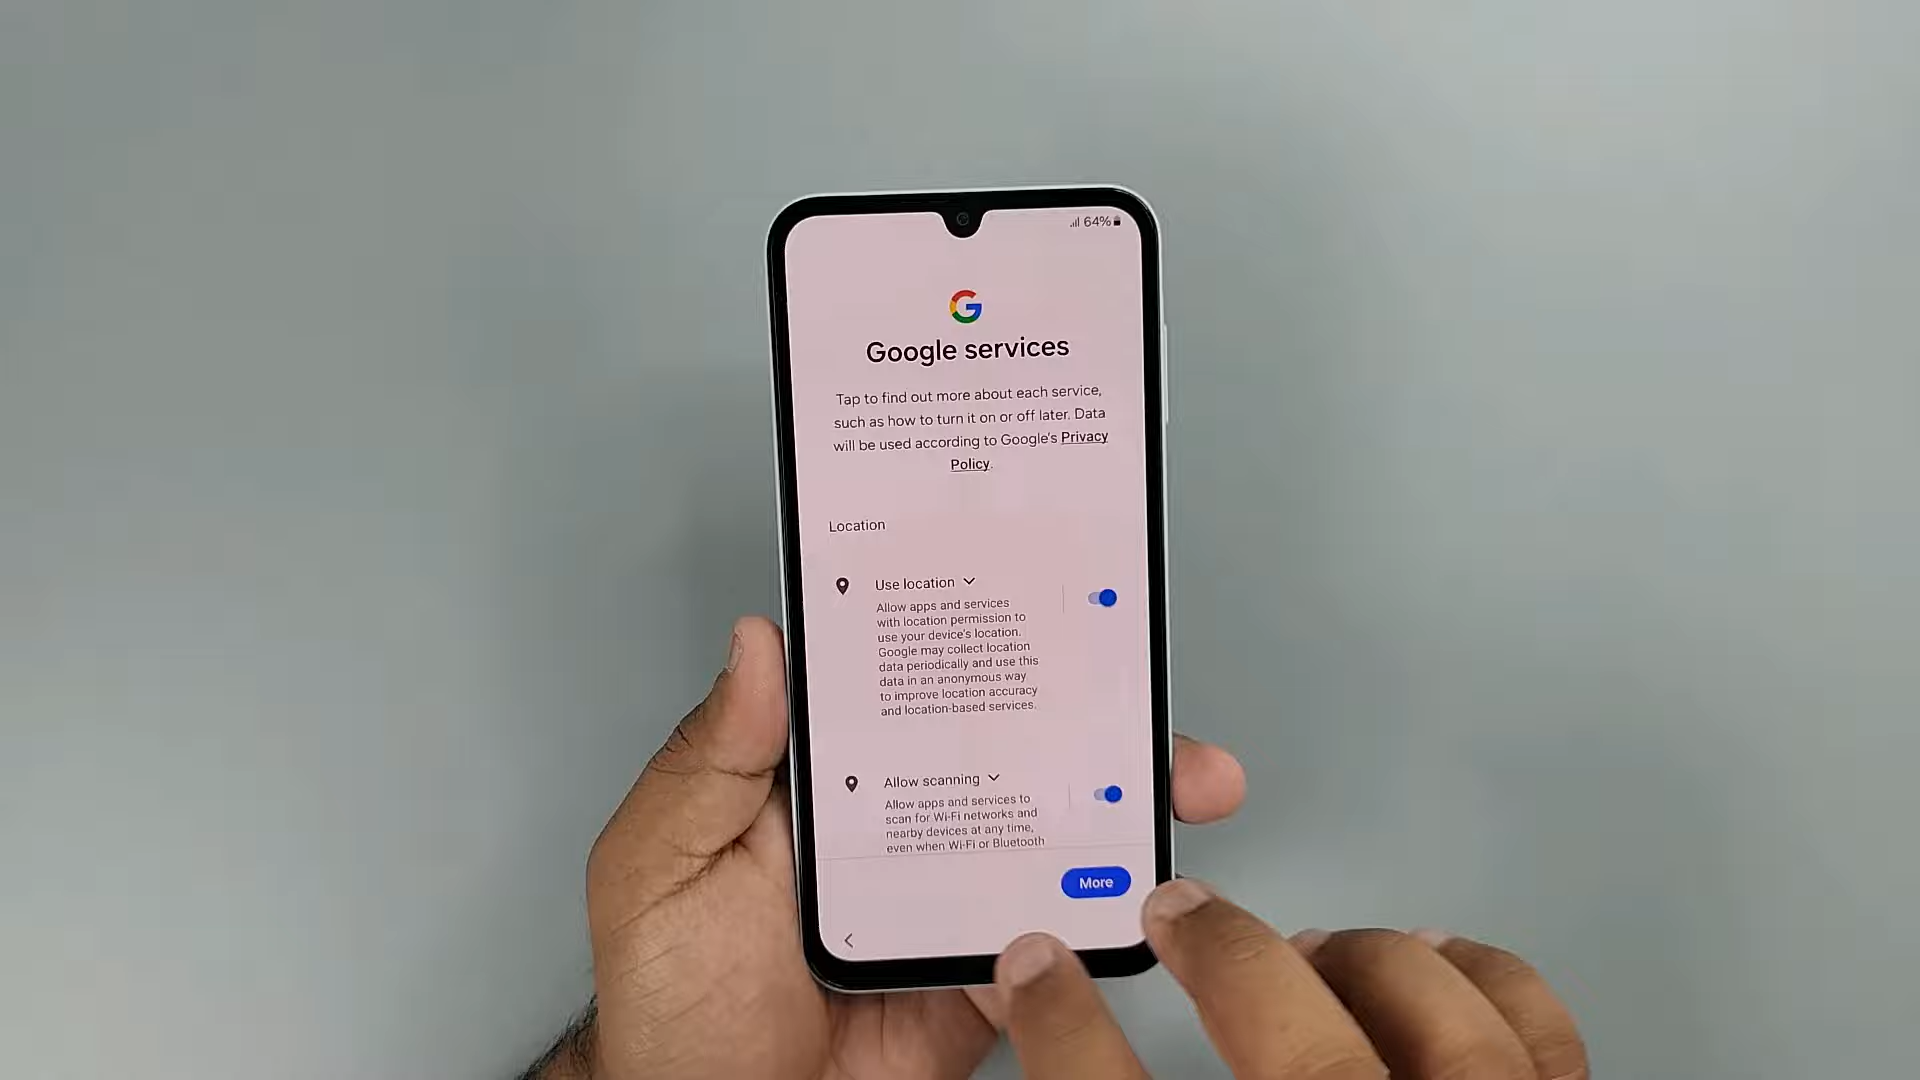 64%
Google services
Tap to find out more about each service,
such as how to turn it on or off later. Data
will be used according to Google's Privacy
Policy.
Location
Use location
Allow apps and services
with location permission to
use your device's location.
Google may collect location
data periodically and use this
data in an anonymous way
to improve location accuracy
and location-based services.
Allow scanning
Allow apps and services to
scan for Wi-Fi networks and
nearby devices at any time,
even when Wi-Fi or Bluetooth
More